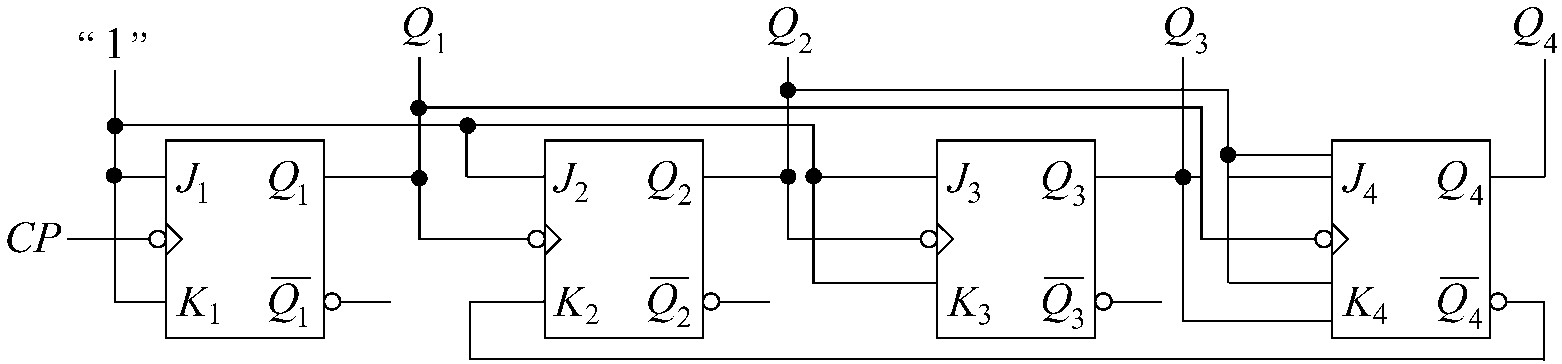 “1” Q₁ Q₂ Q₃ Q₄
J₁ Q₁ J₂ Q₂ J₃ Q₃ J₄ Q₄
CP
K₁ Q̅₁ K₂ Q̅₂ K₃ Q̅₃ K₄ Q̅₄